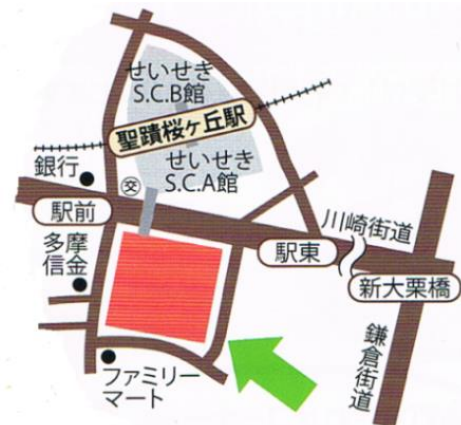 せいせき
S.C.B館
聖蹟桜ヶ丘駅
せいせき
S.C.A館
銀行
交
駅前
川崎街道
多摩
信金
駅東
新大栗橋
鎌倉街道
ファミリー
マート